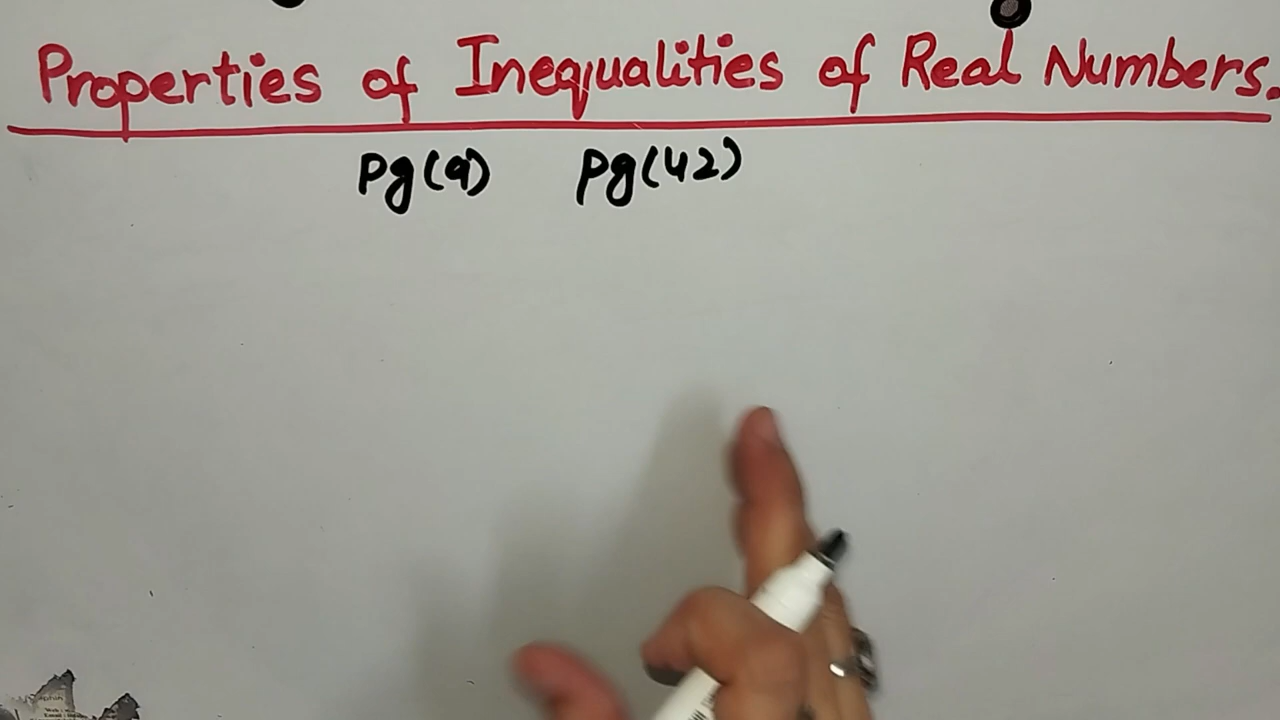 Properties of Inequalities of Real Numbers.
Pg(9) Pg(42)